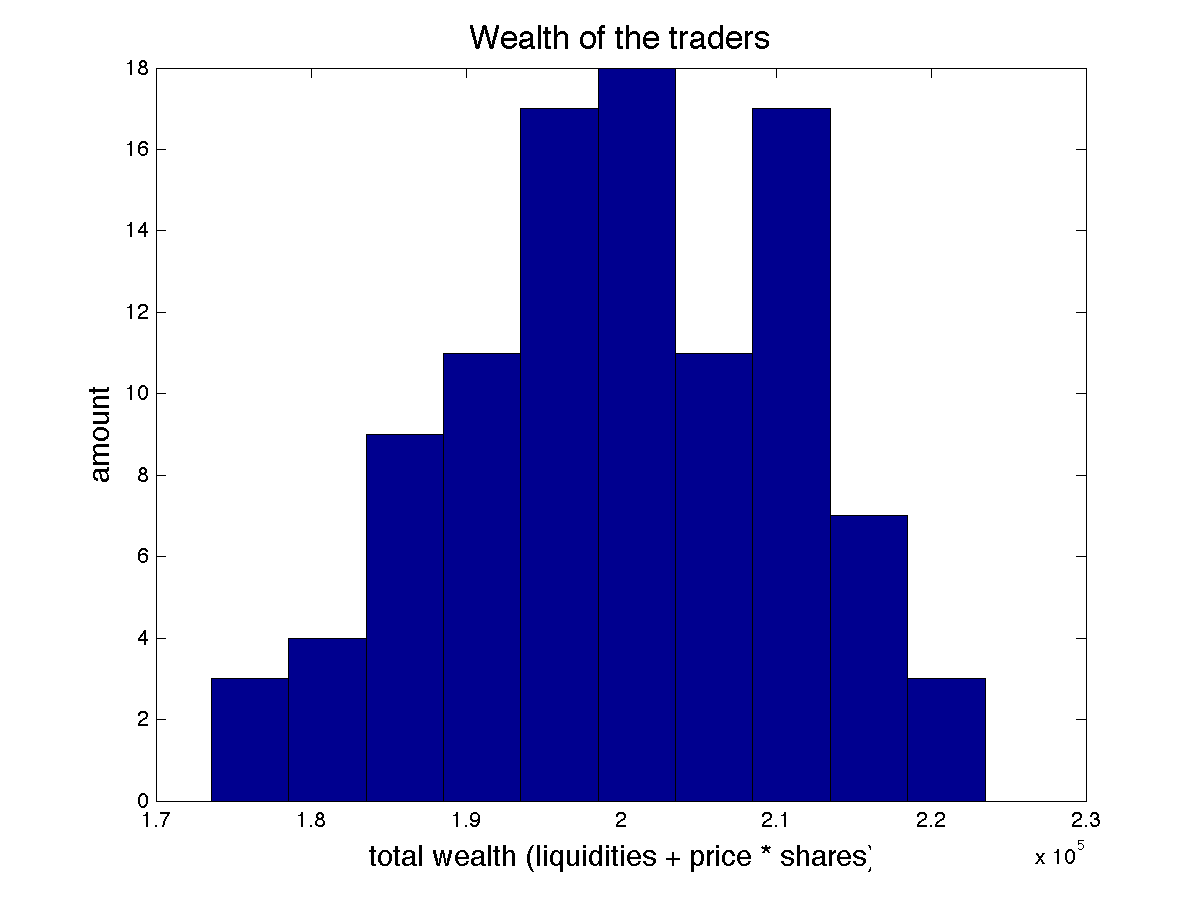 Wealth of the traders
18
16
14
12
10
8
6
4
2
0
amount
1.7 1.8 1.9 2 2.1 2.2 2.3
x 10^5
total wealth (liquidities + price * shares)